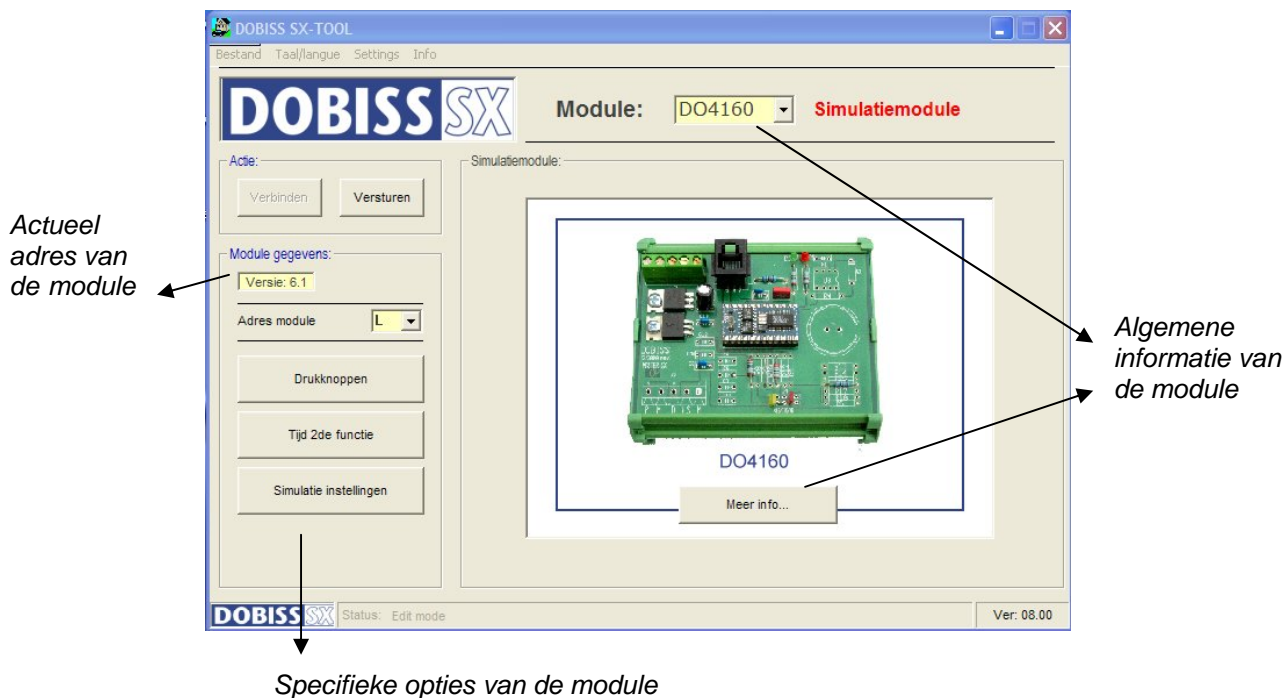 DOBISS SX-TOOL
Bestand Taal/langue Settings Info
DOBISS SX
Module: DO4160 Simulatiemodule
Actie:
Verbinden Versturen
Simulatiemodule:
Actueel
adres van
de module
Module gegevens:
Versie: 6.1
Adres module L
Drukknoppen
Tijd 2de functie
Simulatie instellingen
DO4160
Meer info...
Algemene
informatie van
de module
DOBISS SX Status: Edit mode Ver: 08.00
Specifieke opties van de module